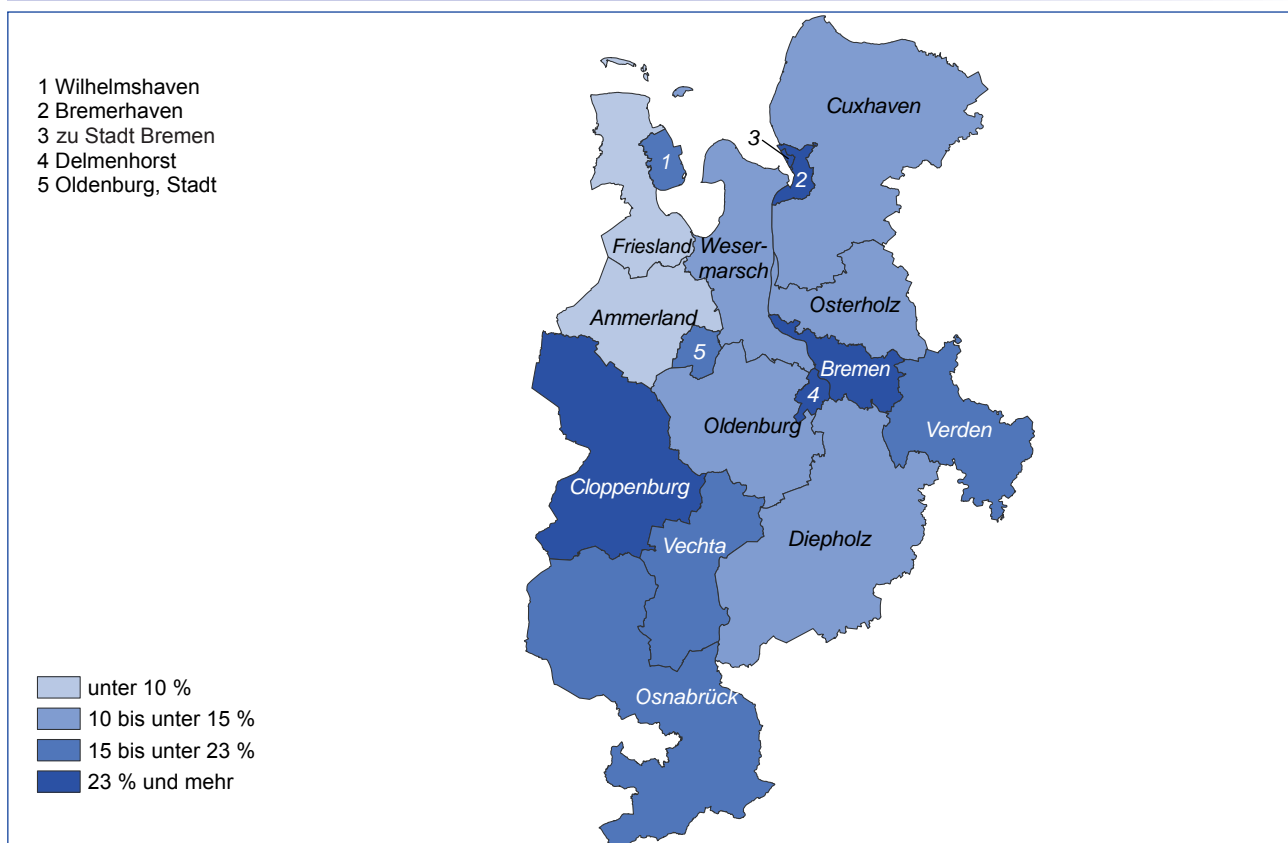 1 Wilhelmshaven
2 Bremerhaven
3 zu Stadt Bremen
4 Delmenhorst
5 Oldenburg, Stadt
Cuxhaven
3
1
2
Friesland
Weser-
marsch
Osterholz
Ammerland
5
Bremen
4
Oldenburg
Verden
Cloppenburg
Vechta
Diepholz
Osnabrück
unter 10 %
10 bis unter 15 %
15 bis unter 23 %
23 % und mehr